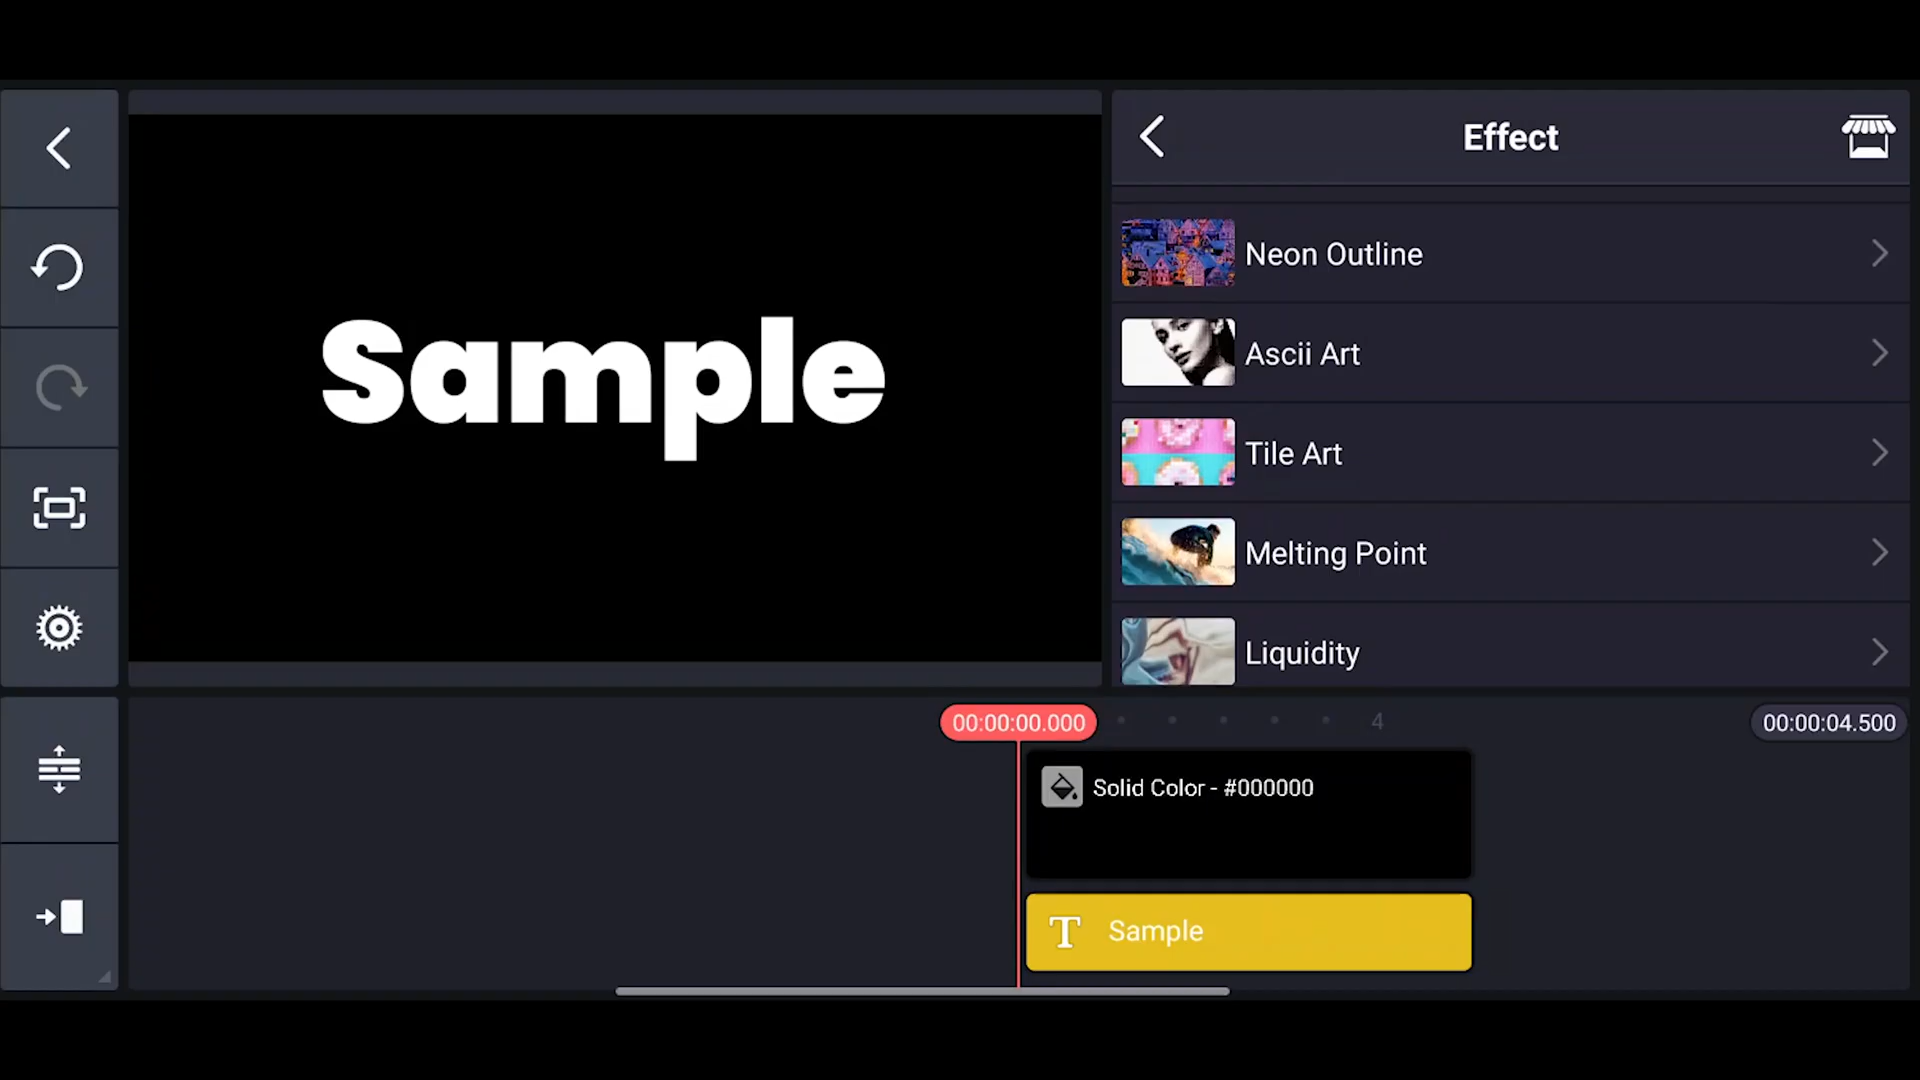 Sample
Effect
Neon Outline
Ascii Art
Tile Art
Melting Point
Liquidity
00:00:00.000
4
00:00:04.500
Solid Color - #000000
T Sample